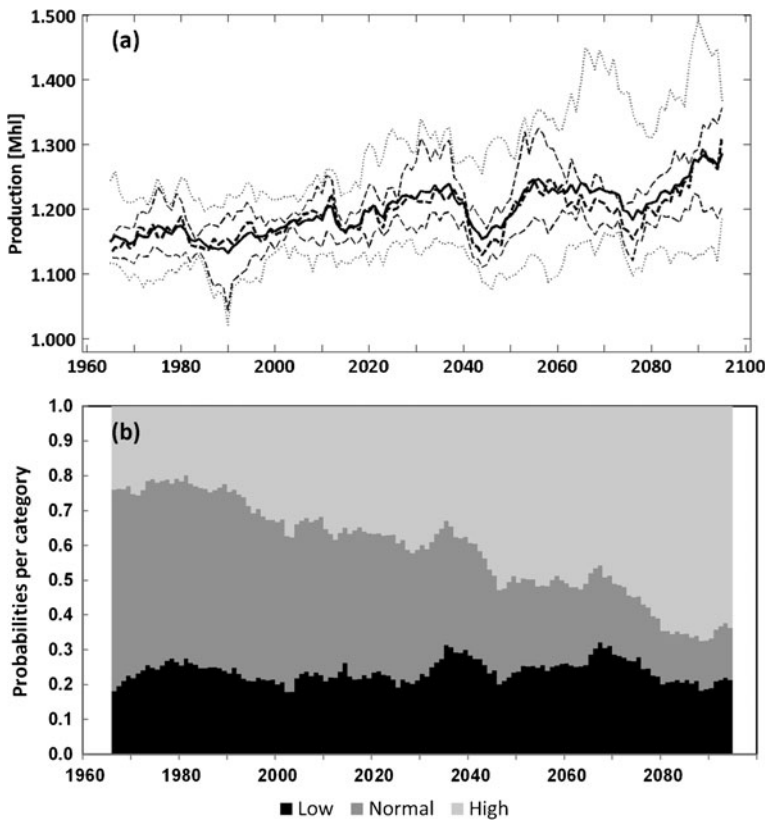 (a)
Production [Mhl]
1.500
1.400
1.300
1.200
1.100
1.000
1960 1980 2000 2020 2040 2060 2080 2100
(b)
Probabilities per category
1.0
0.9
0.8
0.7
0.6
0.5
0.4
0.3
0.2
0.1
0.0
1960 1980 2000 2020 2040 2060 2080
Low Normal High